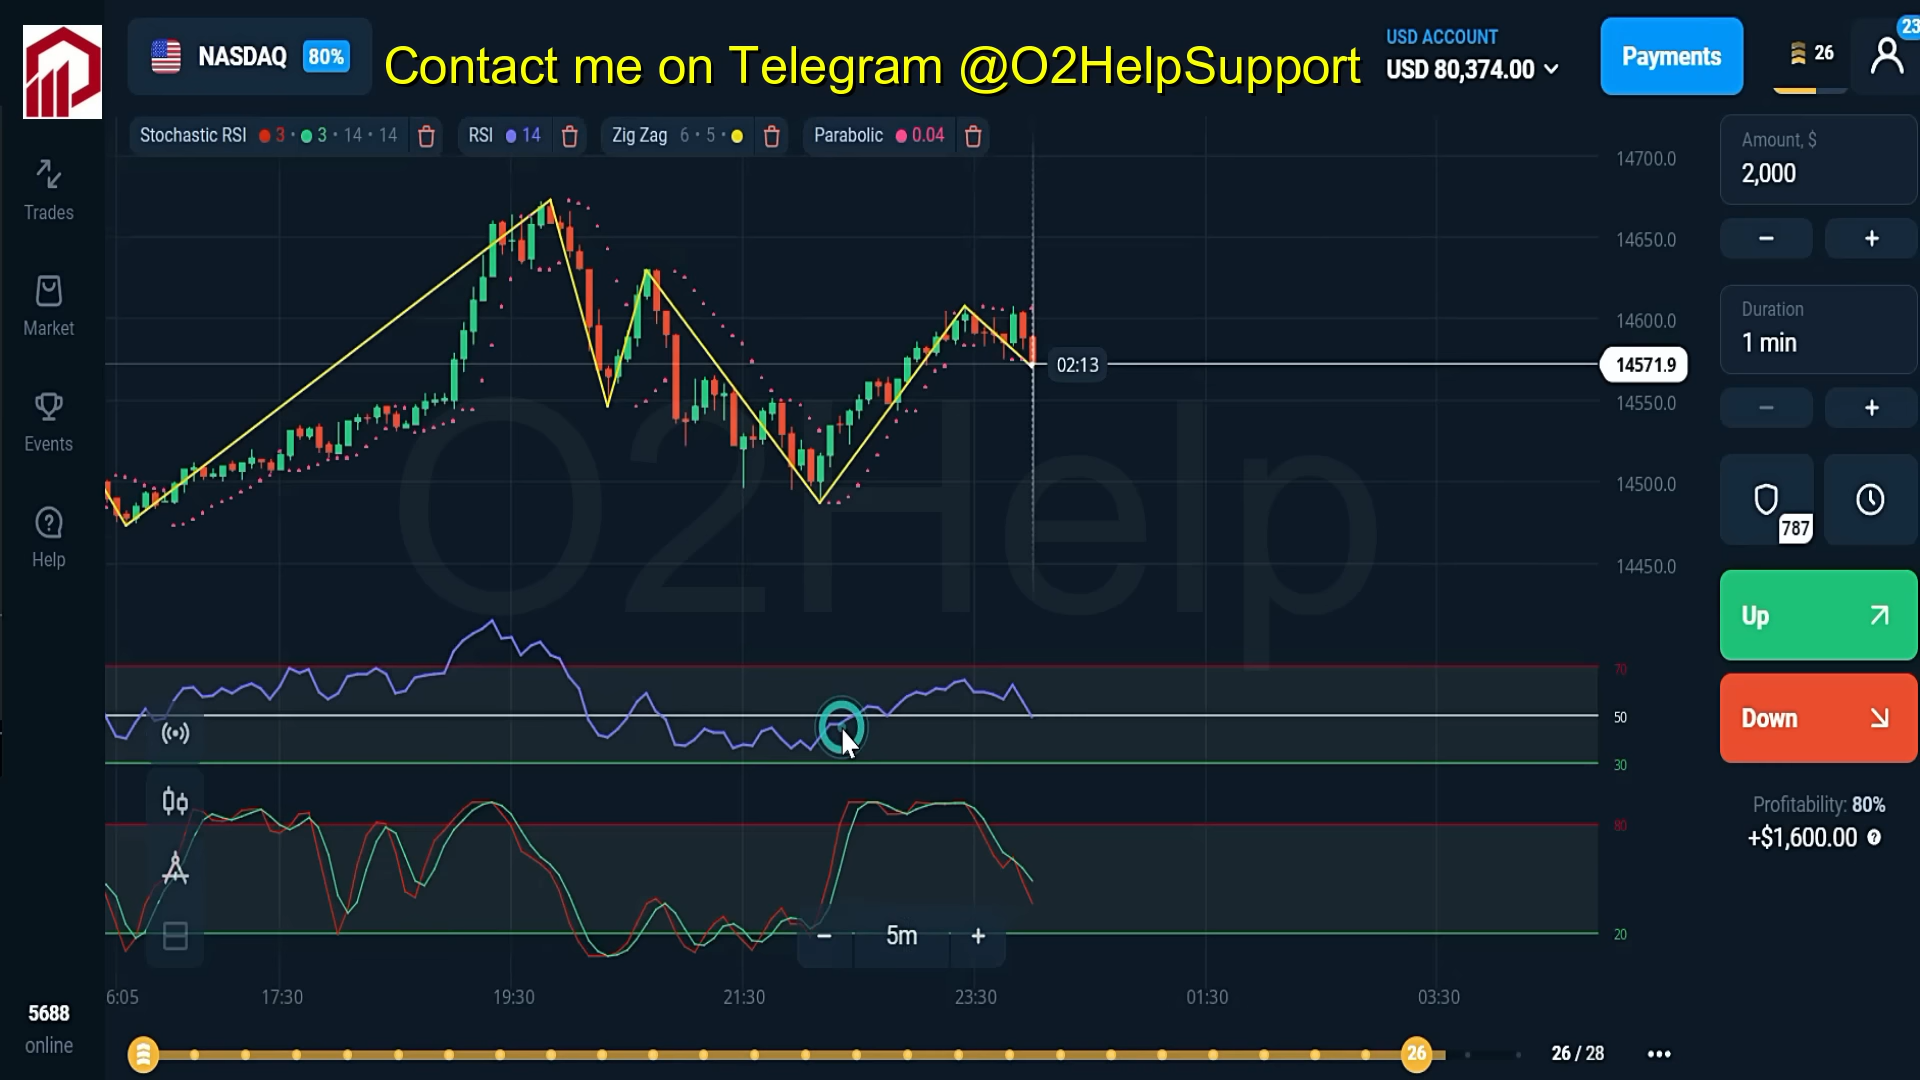 NASDAQ 80%
Contact me on Telegram @O2HelpSupport
USD ACCOUNT
USD 80,374.00
Payments
26
23
Stochastic RSI 3 · 3 · 14 · 14
RSI 14
Zig Zag 6 · 5 ·
Parabolic 0.04
Trades
Market
Events
Help
14700.0
14650.0
14600.0
14571.9
14550.0
14500.0
14450.0
02:13
O2Help
70
50
30
80
20
5m
6:05
17:30
19:30
21:30
23:30
01:30
03:30
Amount, $
2,000
Duration
1 min
787
Up
Down
Profitability: 80%
+$1,600.00
5688
online
26
26 / 28